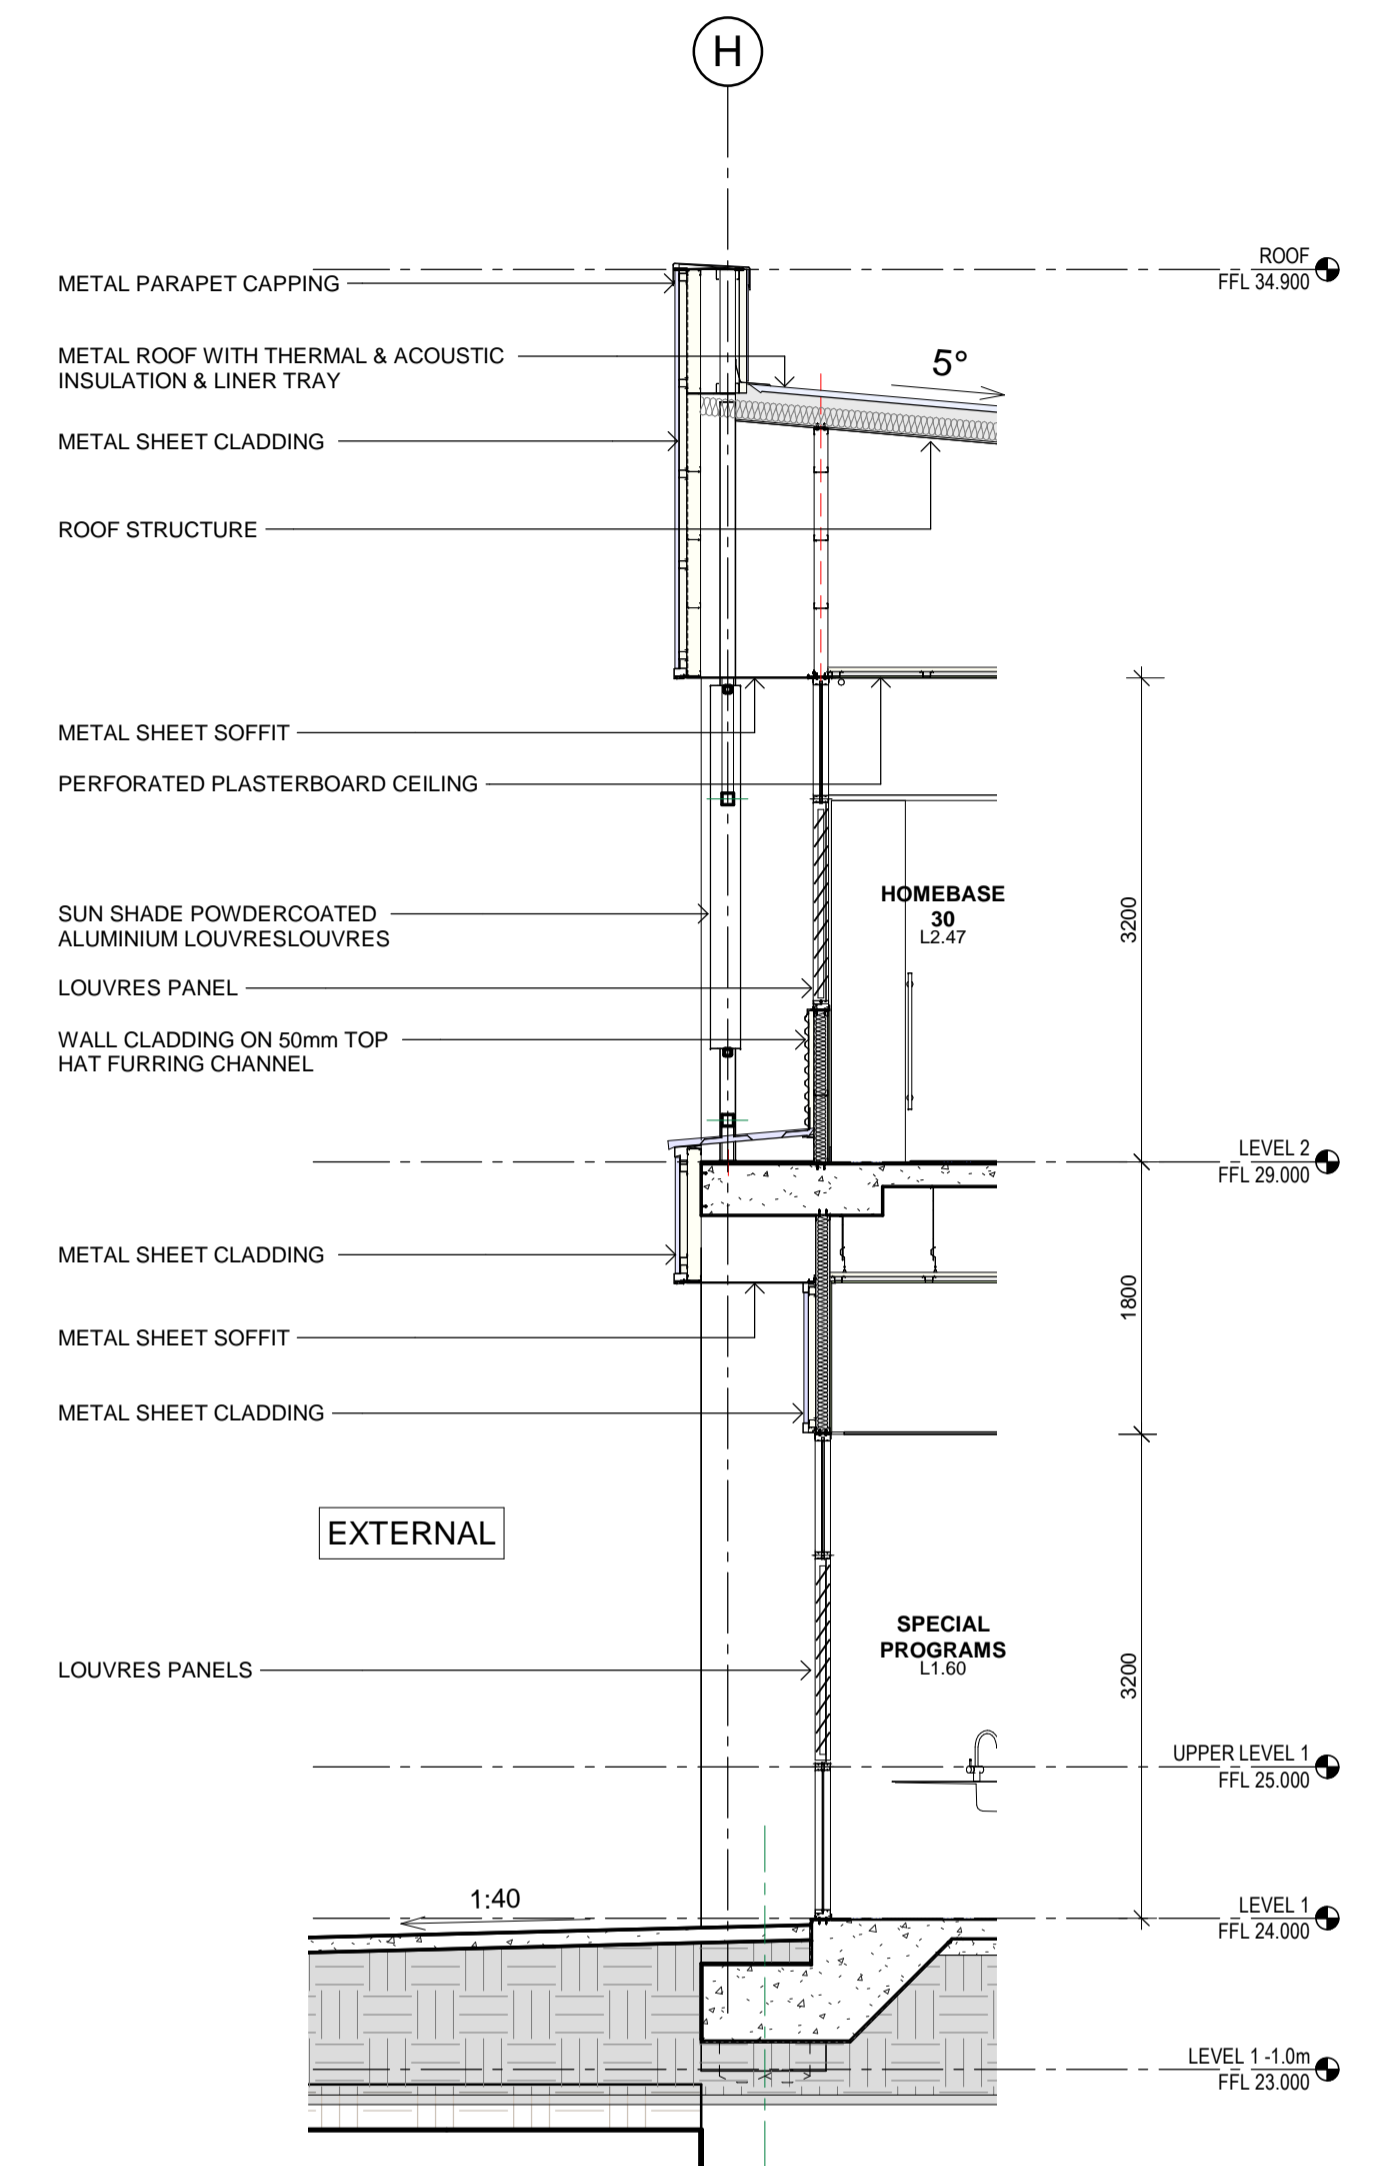 H
ROOF
FFL 34.900
METAL PARAPET CAPPING
METAL ROOF WITH THERMAL & ACOUSTIC
INSULATION & LINER TRAY
5°
METAL SHEET CLADDING
ROOF STRUCTURE
METAL SHEET SOFFIT
PERFORATED PLASTERBOARD CEILING
SUN SHADE POWDERCOATED
ALUMINIUM LOUVRESLOUVRES
HOMEBASE
30
L2.47
3200
LOUVRES PANEL
WALL CLADDING ON 50mm TOP
HAT FURRING CHANNEL
LEVEL 2
FFL 29.000
METAL SHEET CLADDING
1800
METAL SHEET SOFFIT
METAL SHEET CLADDING
EXTERNAL
SPECIAL
PROGRAMS
L1.60
3200
LOUVRES PANELS
UPPER LEVEL 1
FFL 25.000
1:40
LEVEL 1
FFL 24.000
LEVEL 1 -1.0m
FFL 23.000